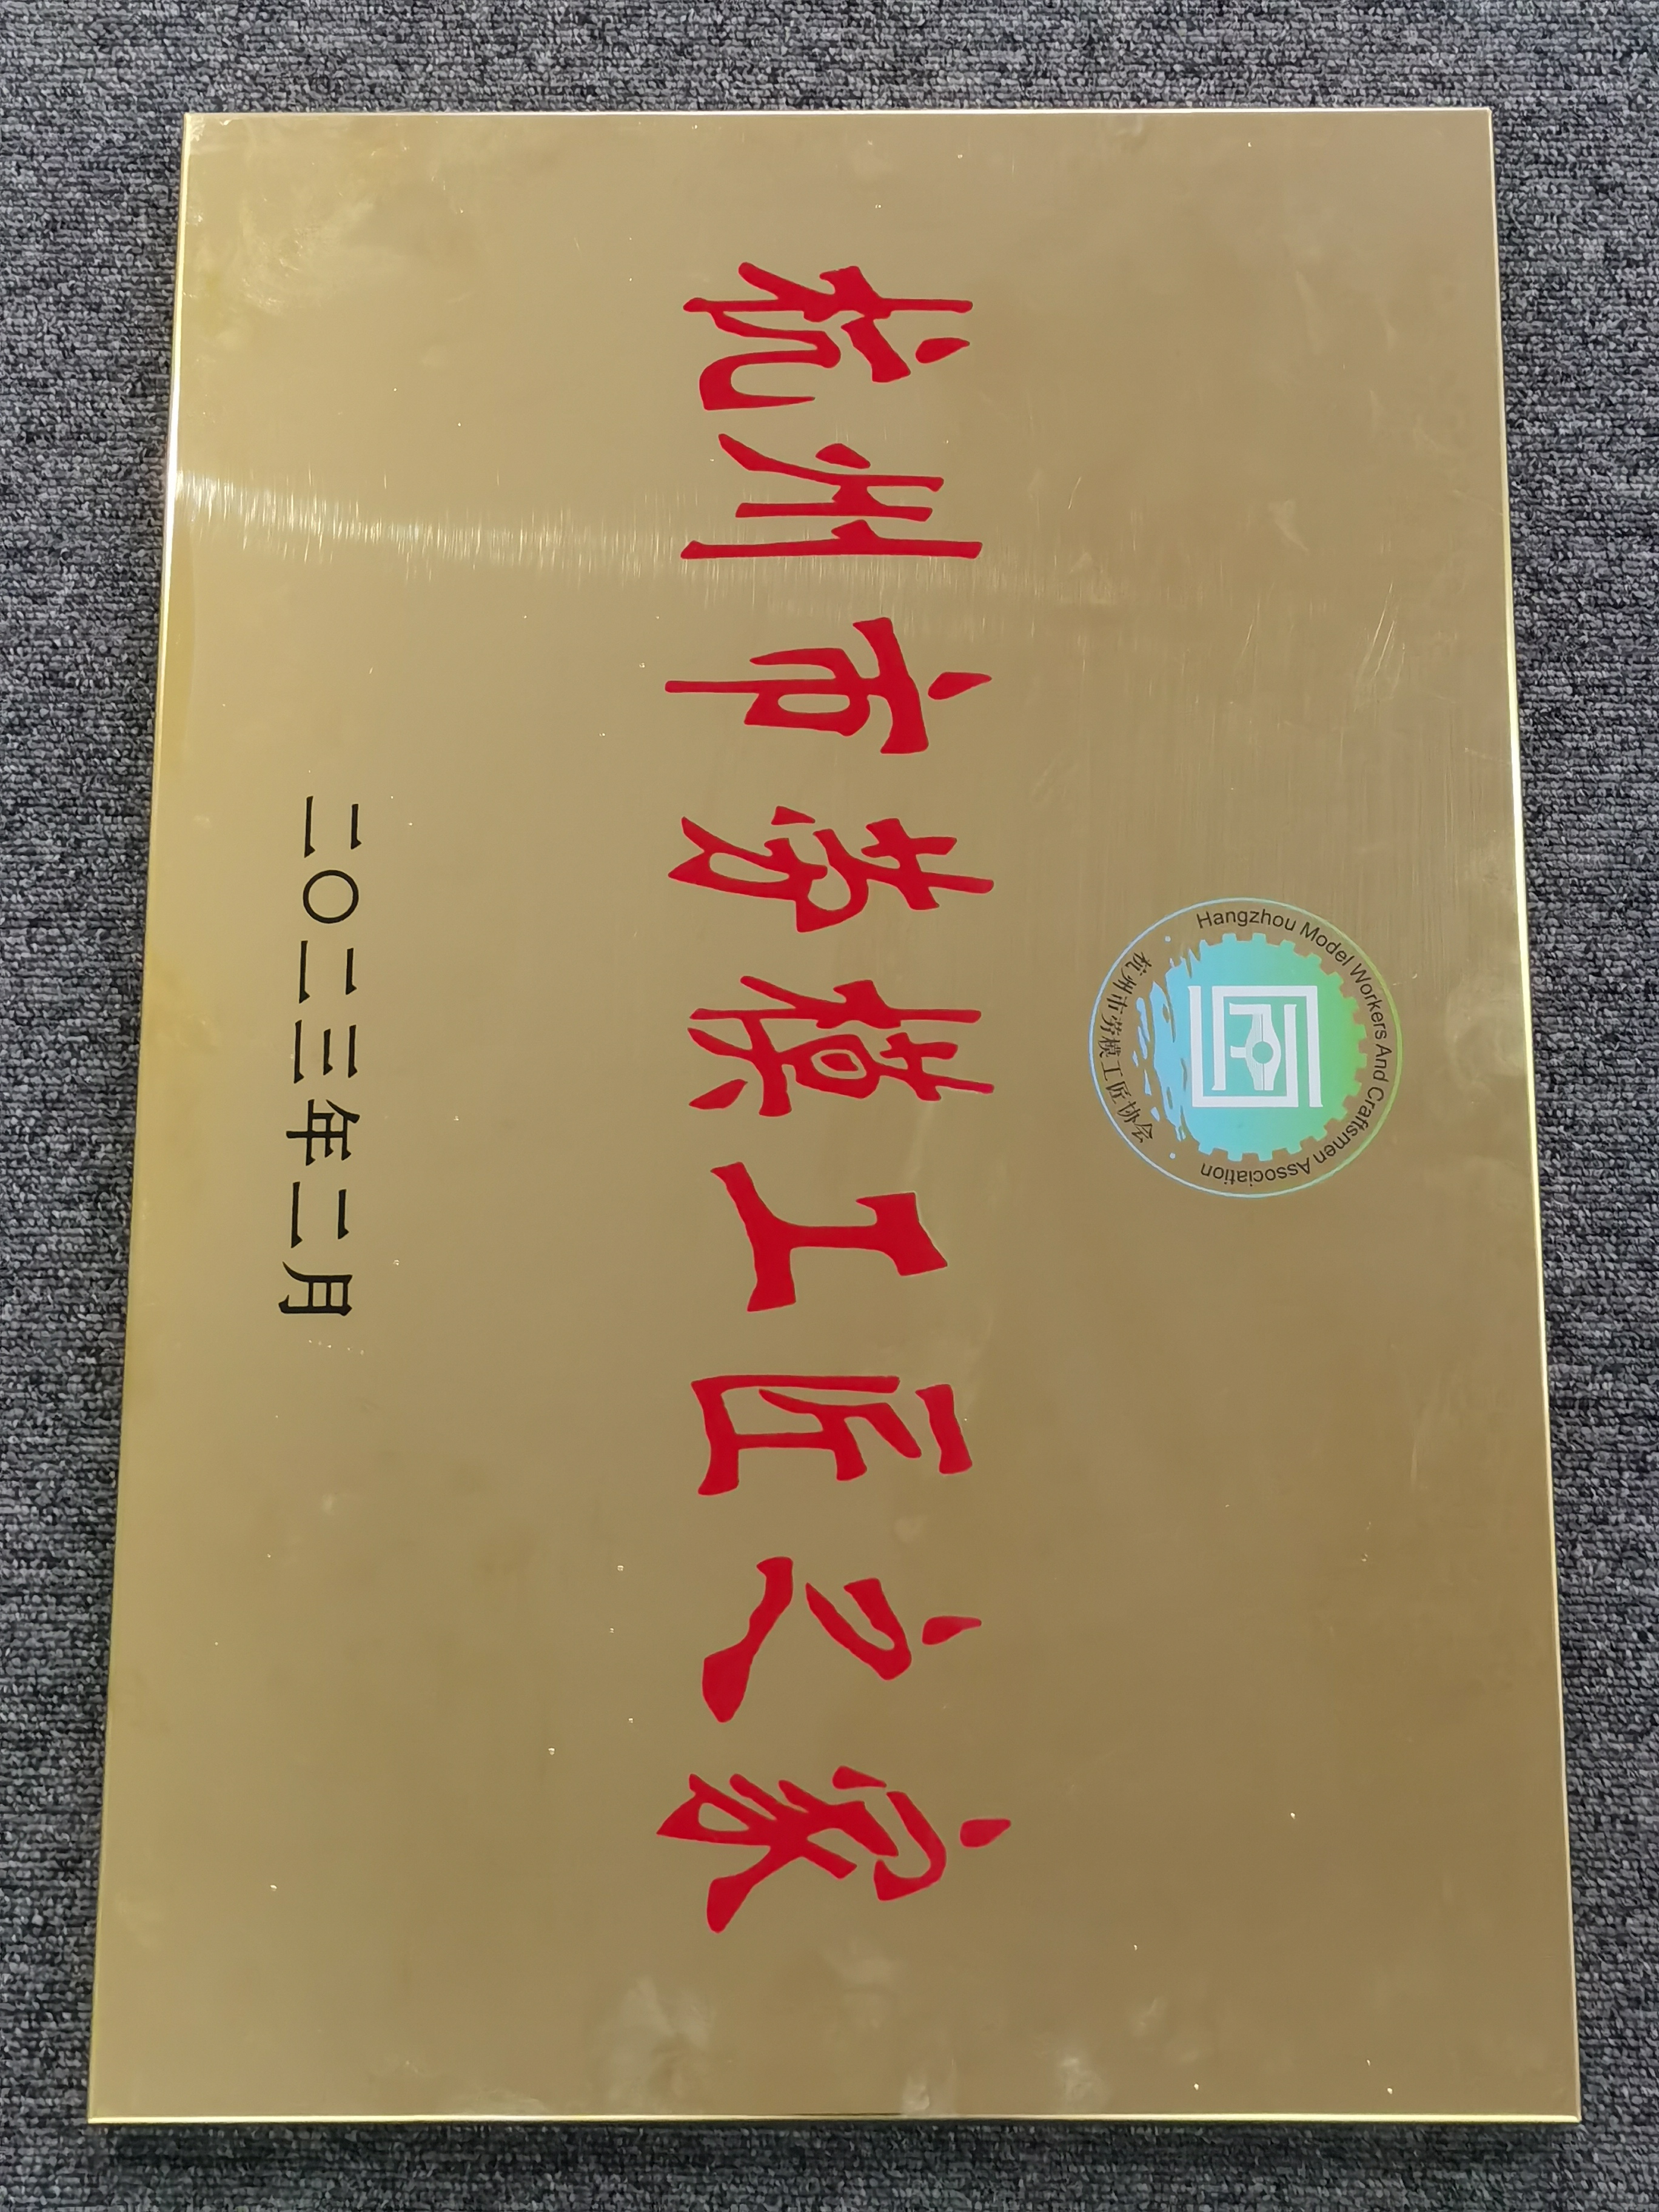 Hangzhou Model Workers And Craftsmen Association
杭州市劳模工匠协会
杭州市劳模工匠之家
二〇二三年二月